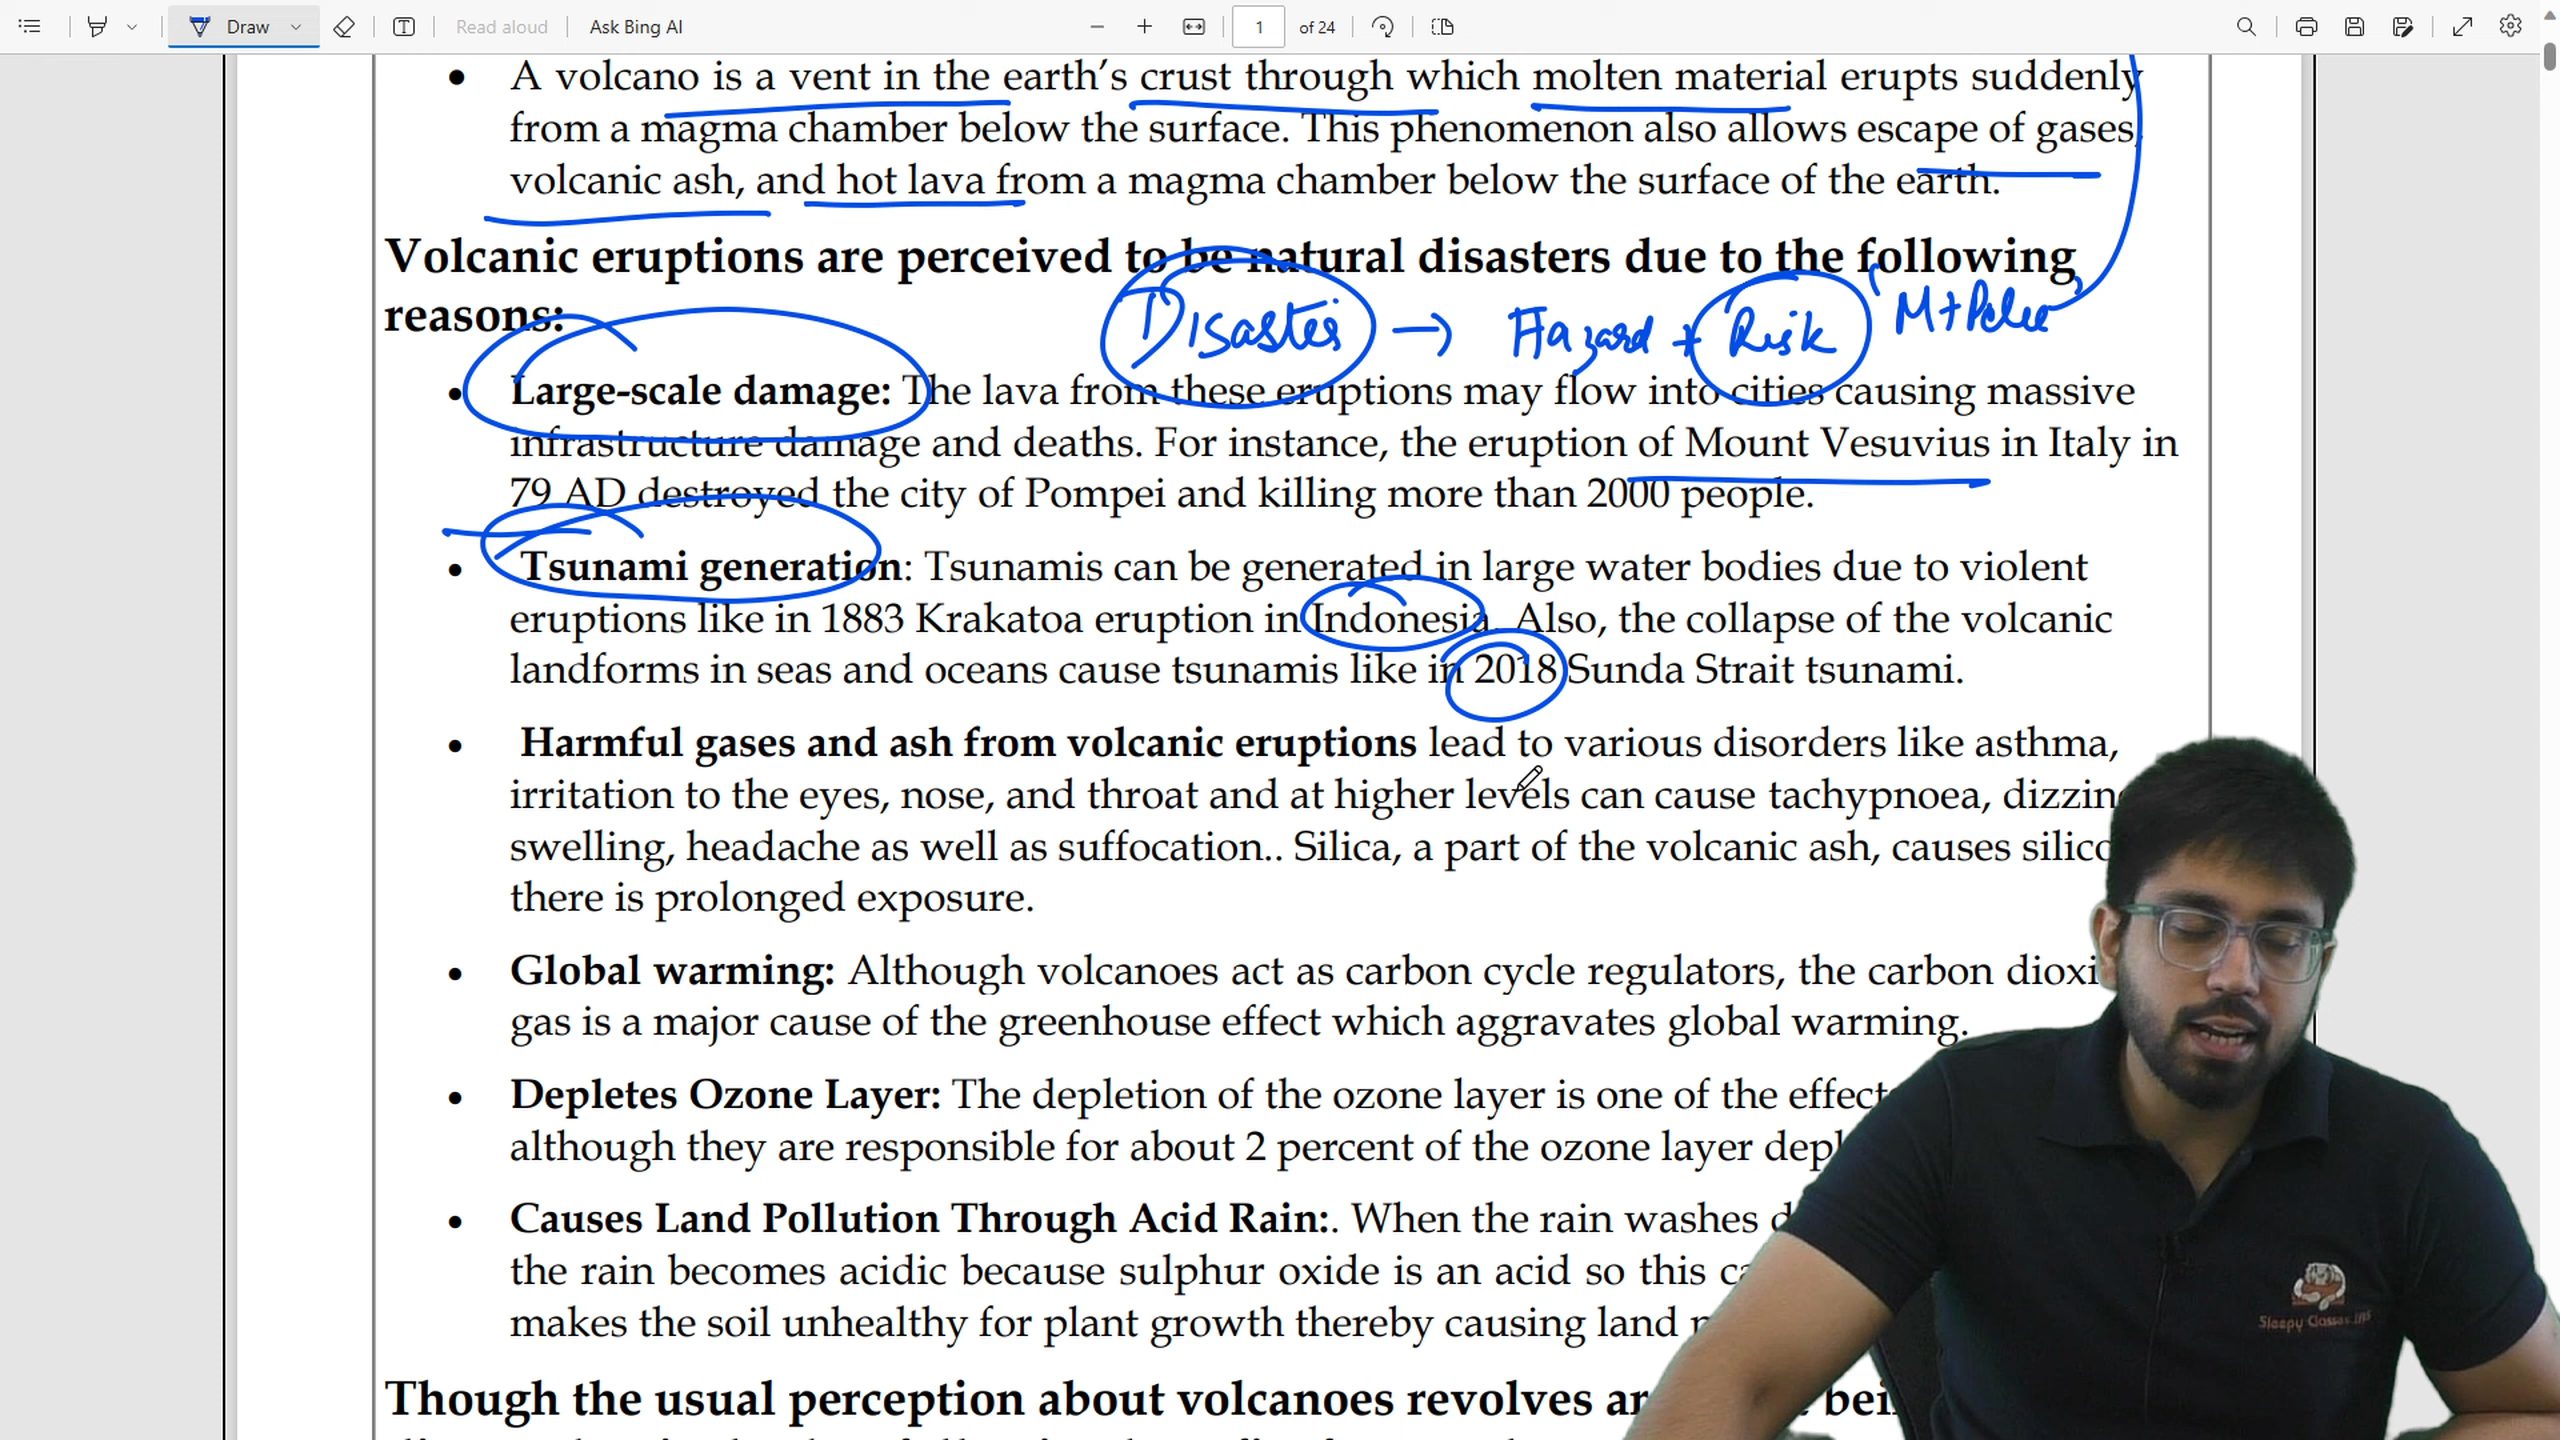 Draw
Read aloud
Ask Bing AI
1
of 24
• A volcano is a vent in the earth’s crust through which molten material erupts suddenly
from a magma chamber below the surface. This phenomenon also allows escape of gases,
volcanic ash, and hot lava from a magma chamber below the surface of the earth.
Volcanic eruptions are perceived to be natural disasters due to the following
reasons:
Disaster → Hazard + Risk
• Large-scale damage: The lava from these eruptions may flow into cities causing massive
infrastructure damage and deaths. For instance, the eruption of Mount Vesuvius in Italy in
79 AD destroyed the city of Pompei and killing more than 2000 people.
• Tsunami generation: Tsunamis can be generated in large water bodies due to violent
eruptions like in 1883 Krakatoa eruption in Indonesia. Also, the collapse of the volcanic
landforms in seas and oceans cause tsunamis like in 2018 Sunda Strait tsunami.
• Harmful gases and ash from volcanic eruptions lead to various disorders like asthma,
irritation to the eyes, nose, and throat and at higher levels can cause tachypnoea,
swelling, headache as well as suffocation.. Silica, a part of the volcanic ash, causes
there is prolonged exposure.
• Global warming: Although volcanoes act as carbon cycle regulators, the carbon
gas is a major cause of the greenhouse effect which aggravates global warming.
• Depletes Ozone Layer: The depletion of the ozone layer is one of the
although they are responsible for about 2 percent of the ozone layer
• Causes Land Pollution Through Acid Rain:. When the rain washes
the rain becomes acidic because sulphur oxide is an acid so this
makes the soil unhealthy for plant growth thereby causing land
Though the usual perception about volcanoes revolves
Sleepy Classes